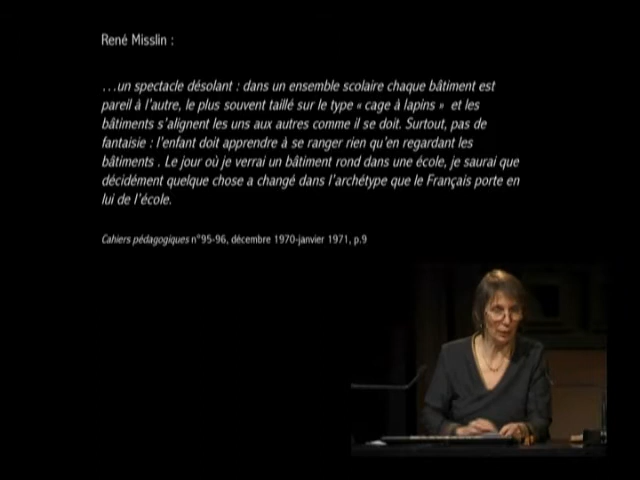 René Misslin :
…un spectacle désolant : dans un ensemble scolaire chaque bâtiment est
pareil à l'autre, le plus souvent taillé sur le type « cage à lapins » et les
bâtiments s'alignent les uns aux autres comme il se doit. Surtout, pas de
fantaisie : l'enfant doit apprendre à se ranger rien qu'en regardant les
bâtiments . Le jour où je verrai un bâtiment rond dans une école, je saurai que
décidément quelque chose a changé dans l'archétype que le Français porte en
lui de l'école.
Cahiers pédagogiques n°95-96, décembre 1970-janvier 1971, p.9